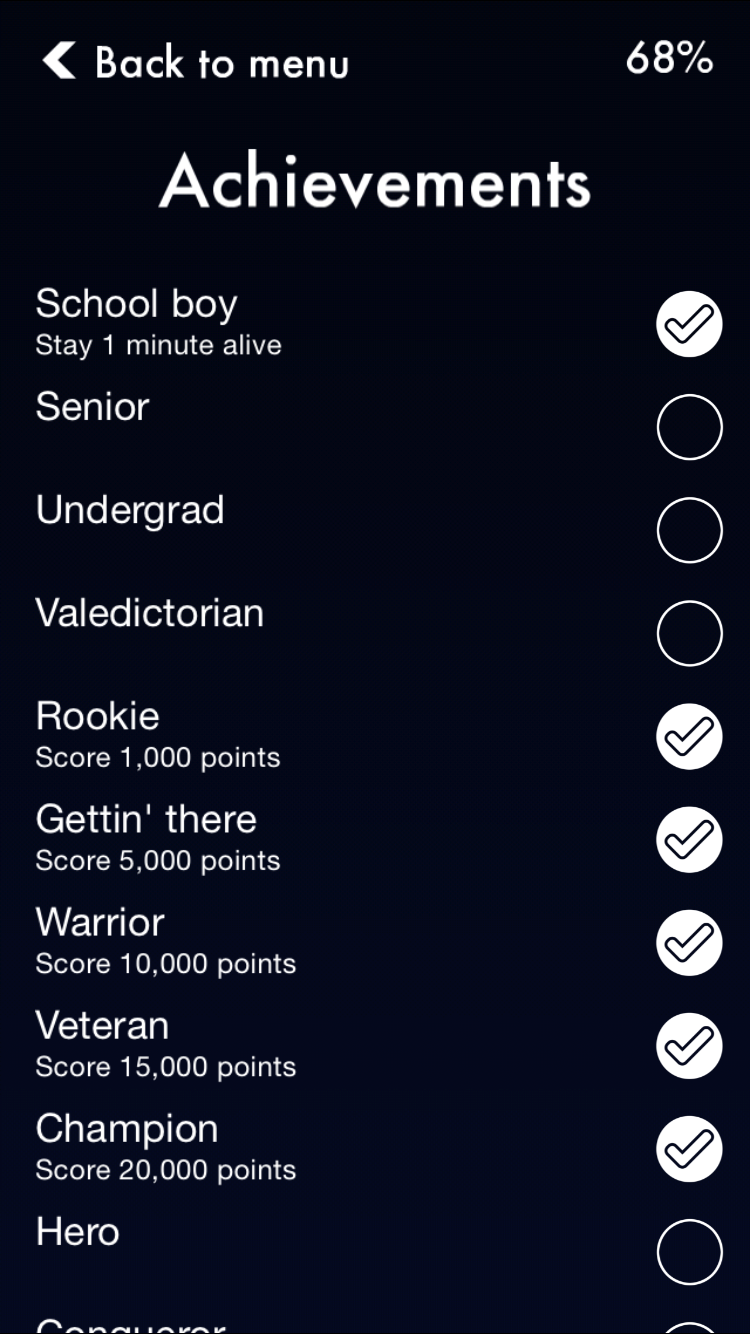 Back to menu
68%
Achievements
School boy
Stay 1 minute alive
Senior
Undergrad
Valedictorian
Rookie
Score 1,000 points
Gettin' there
Score 5,000 points
Warrior
Score 10,000 points
Veteran
Score 15,000 points
Champion
Score 20,000 points
Hero
Conqueror